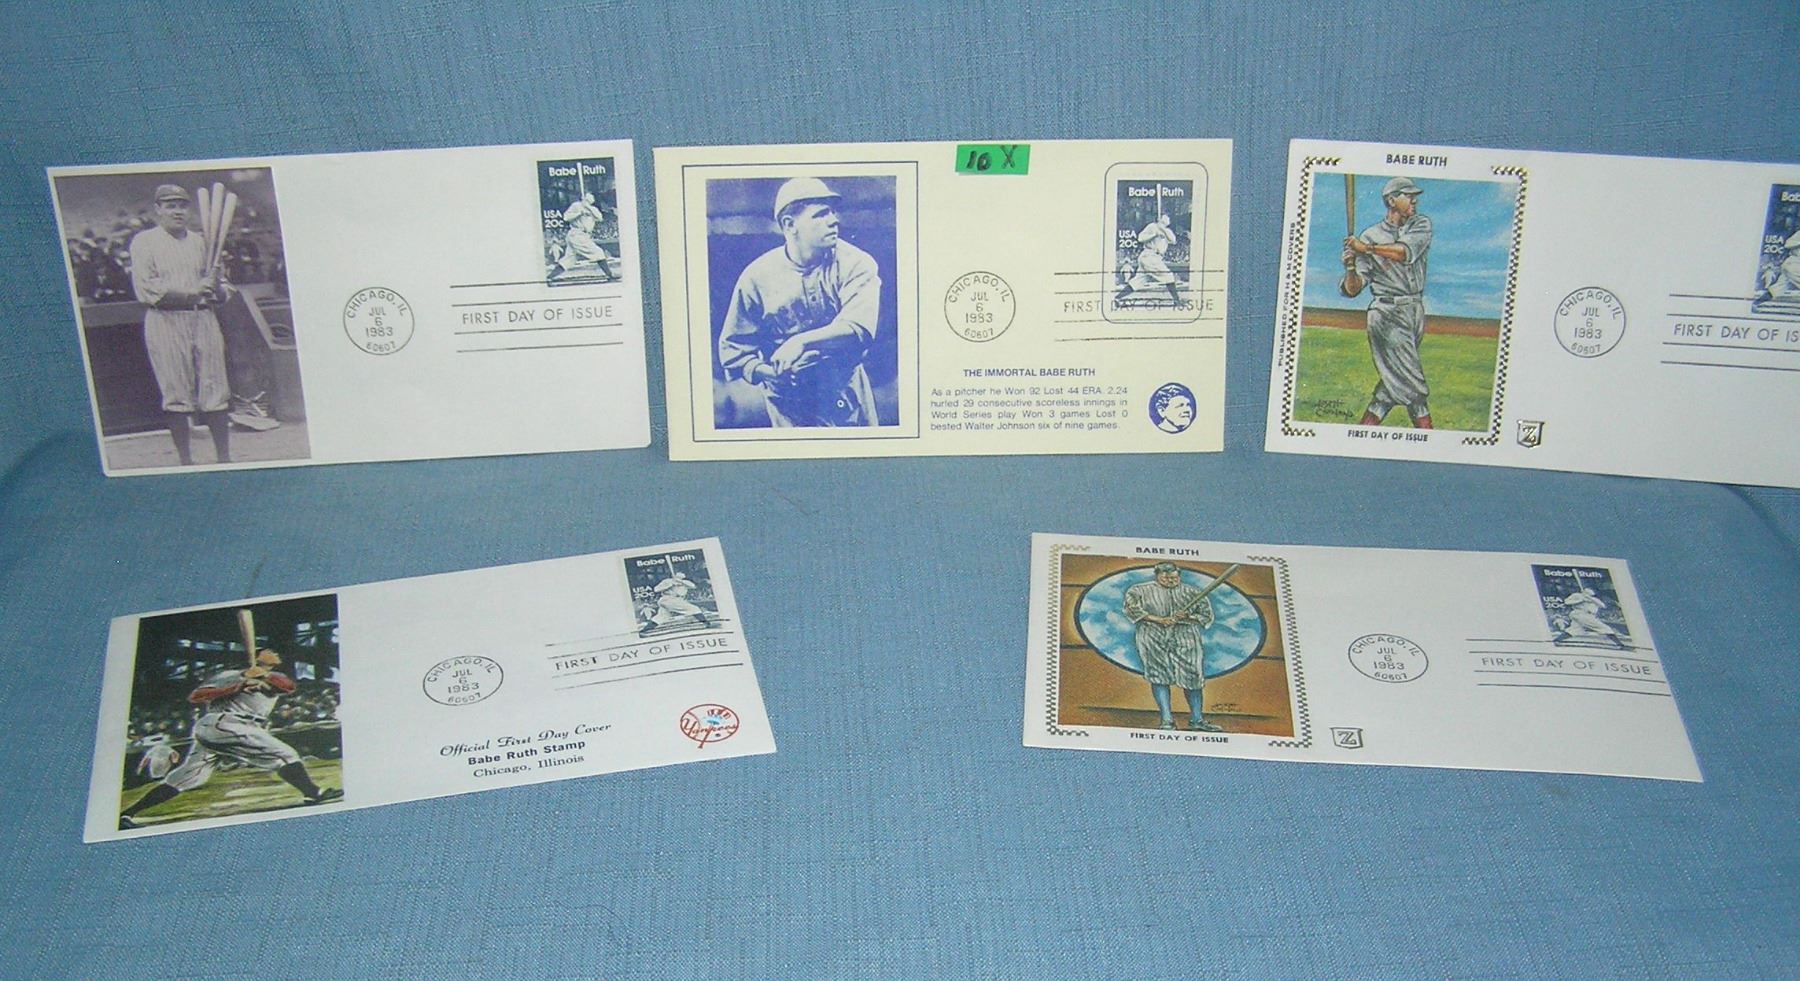 Babe Ruth
USA
20c
CHICAGO, IL
JUL
6
1983
60607
FIRST DAY OF ISSUE
10 X
Babe Ruth
USA
20c
CHICAGO, IL
JUL
6
1983
60607
FIRST DAY OF ISSUE
THE IMMORTAL BABE RUTH
As a pitcher he Won 92 Lost 44 ERA. 2.24
hurled 29 consecutive scoreless innings in
World Series play Won 3 games Lost 0
bested Walter Johnson six of nine games.
BABE RUTH
PUBLISHED FOR H & M COVERS
FIRST DAY OF ISSUE
Z
Bab
USA
20c
CHICAGO, IL
JUL
6
1983
60607
FIRST DAY OF IS
Babe Ruth
USA
20c
CHICAGO, IL
JUL
6
1983
60607
FIRST DAY OF ISSUE
Official First Day Cover
Babe Ruth Stamp
Chicago, Illinois
Yankees
BABE RUTH
FIRST DAY OF ISSUE
Z
Babe Ruth
USA
20c
CHICAGO, IL
JUL
6
1983
60607
FIRST DAY OF ISSUE